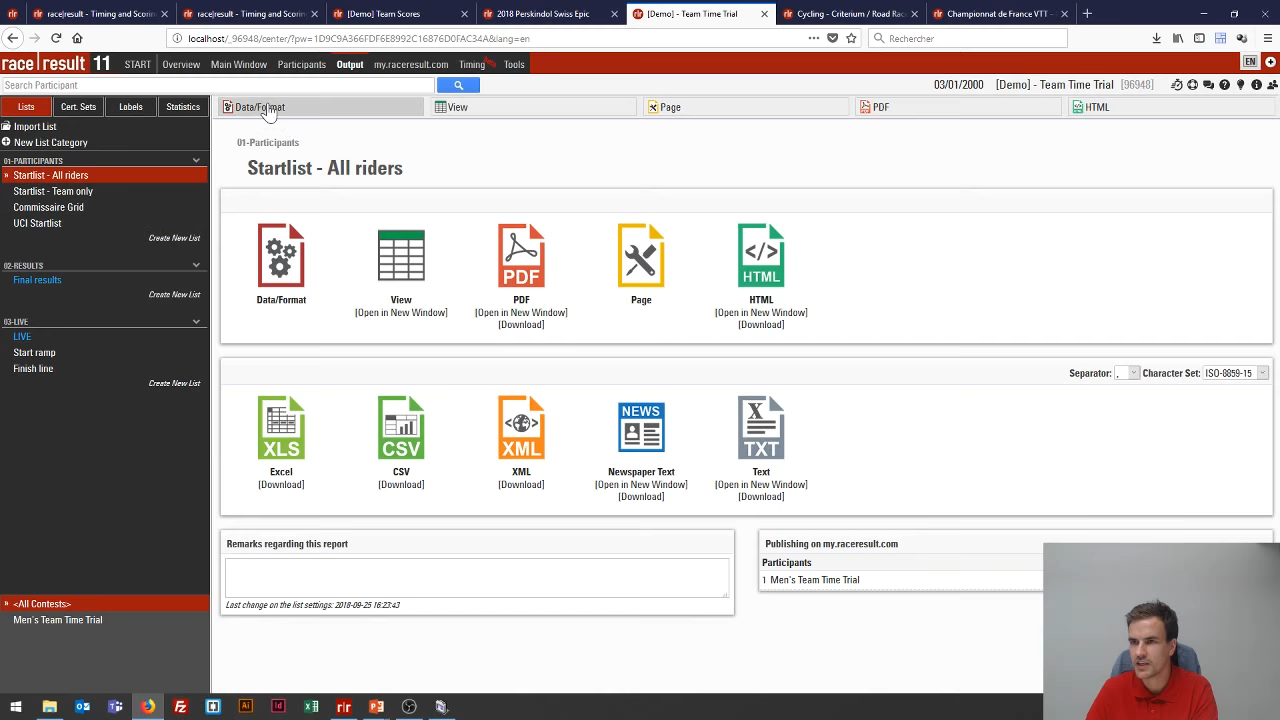 race|result - Timing and Scorin
race|result - Timing and Scorin
[Demo] Team Scores
2018 Perskindol Swiss Epic
[Demo] - Team Time Trial
Cycling - Criterium / Road Race
Championnat de France VTT -
localhost/_96948/center/?pw=1D9C9A366FDF6E8992C16876D0FAC34A&lang=en
Rechercher
race|result 11
START
Overview
Main Window
Participants
Output
my.raceresult.com
Timing
Tools
EN
Search Participant
03/01/2000
[Demo] - Team Time Trial
[96948]
Lists
Cert. Sets
Labels
Statistics
Data/Format
View
Page
PDF
HTML
Import List
New List Category
01-PARTICIPANTS
» Startlist - All riders
Startlist - Team only
Commissaire Grid
UCI Startlist
Create New List
02-RESULTS
Final results
Create New List
03-LIVE
LIVE
Start ramp
Finish line
Create New List
» <All Contests>
Men's Team Time Trial
01-Participants
Startlist - All riders
PDF
HTML
Data/Format
View
PDF
Page
HTML
[Open in New Window]
[Open in New Window]
[Open in New Window]
[Download]
[Download]
Separator: ,
Character Set: ISO-8859-15
XLS
CSV
XML
NEWS
TXT
Excel
CSV
XML
Newspaper Text
Text
[Download]
[Download]
[Download]
[Open in New Window]
[Open in New Window]
[Download]
[Download]
Remarks regarding this report
Last change on the list settings: 2018-09-25 16:23:43
Publishing on my.raceresult.com
Participants
1 Men's Team Time Trial